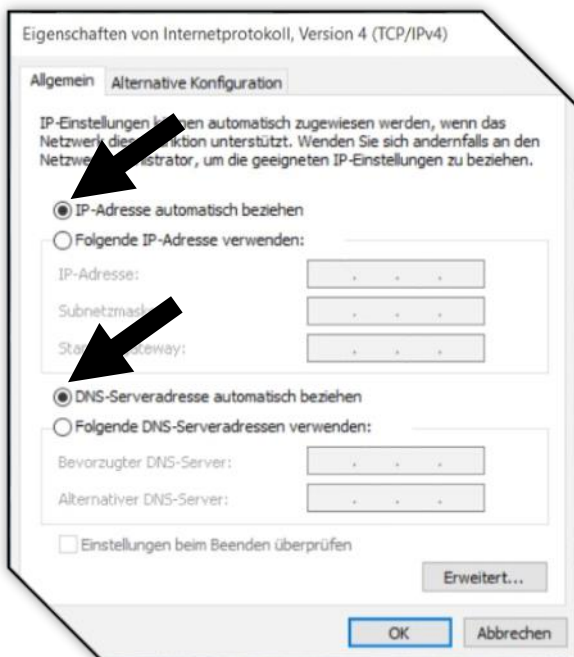 Eigenschaften von Internetprotokoll, Version 4 (TCP/IPv4)
Allgemein Alternative Konfiguration
IP-Einstellungen automatisch zugewiesen werden, wenn das
Netzwerk unterstützt. Wenden Sie sich andernfalls an den
um die geeigneten IP-Einstellungen zu beziehen.
IP-Adresse automatisch beziehen
Folgende IP-Adresse verwenden:
IP-Adresse:
DNS-Serveradresse automatisch beziehen
Folgende DNS-Serveradressen verwenden:
Bevorzugter DNS-Server:
Alternativer DNS-Server:
Einstellungen beim Beenden überprüfen
Erweitert...
OK Abbrechen